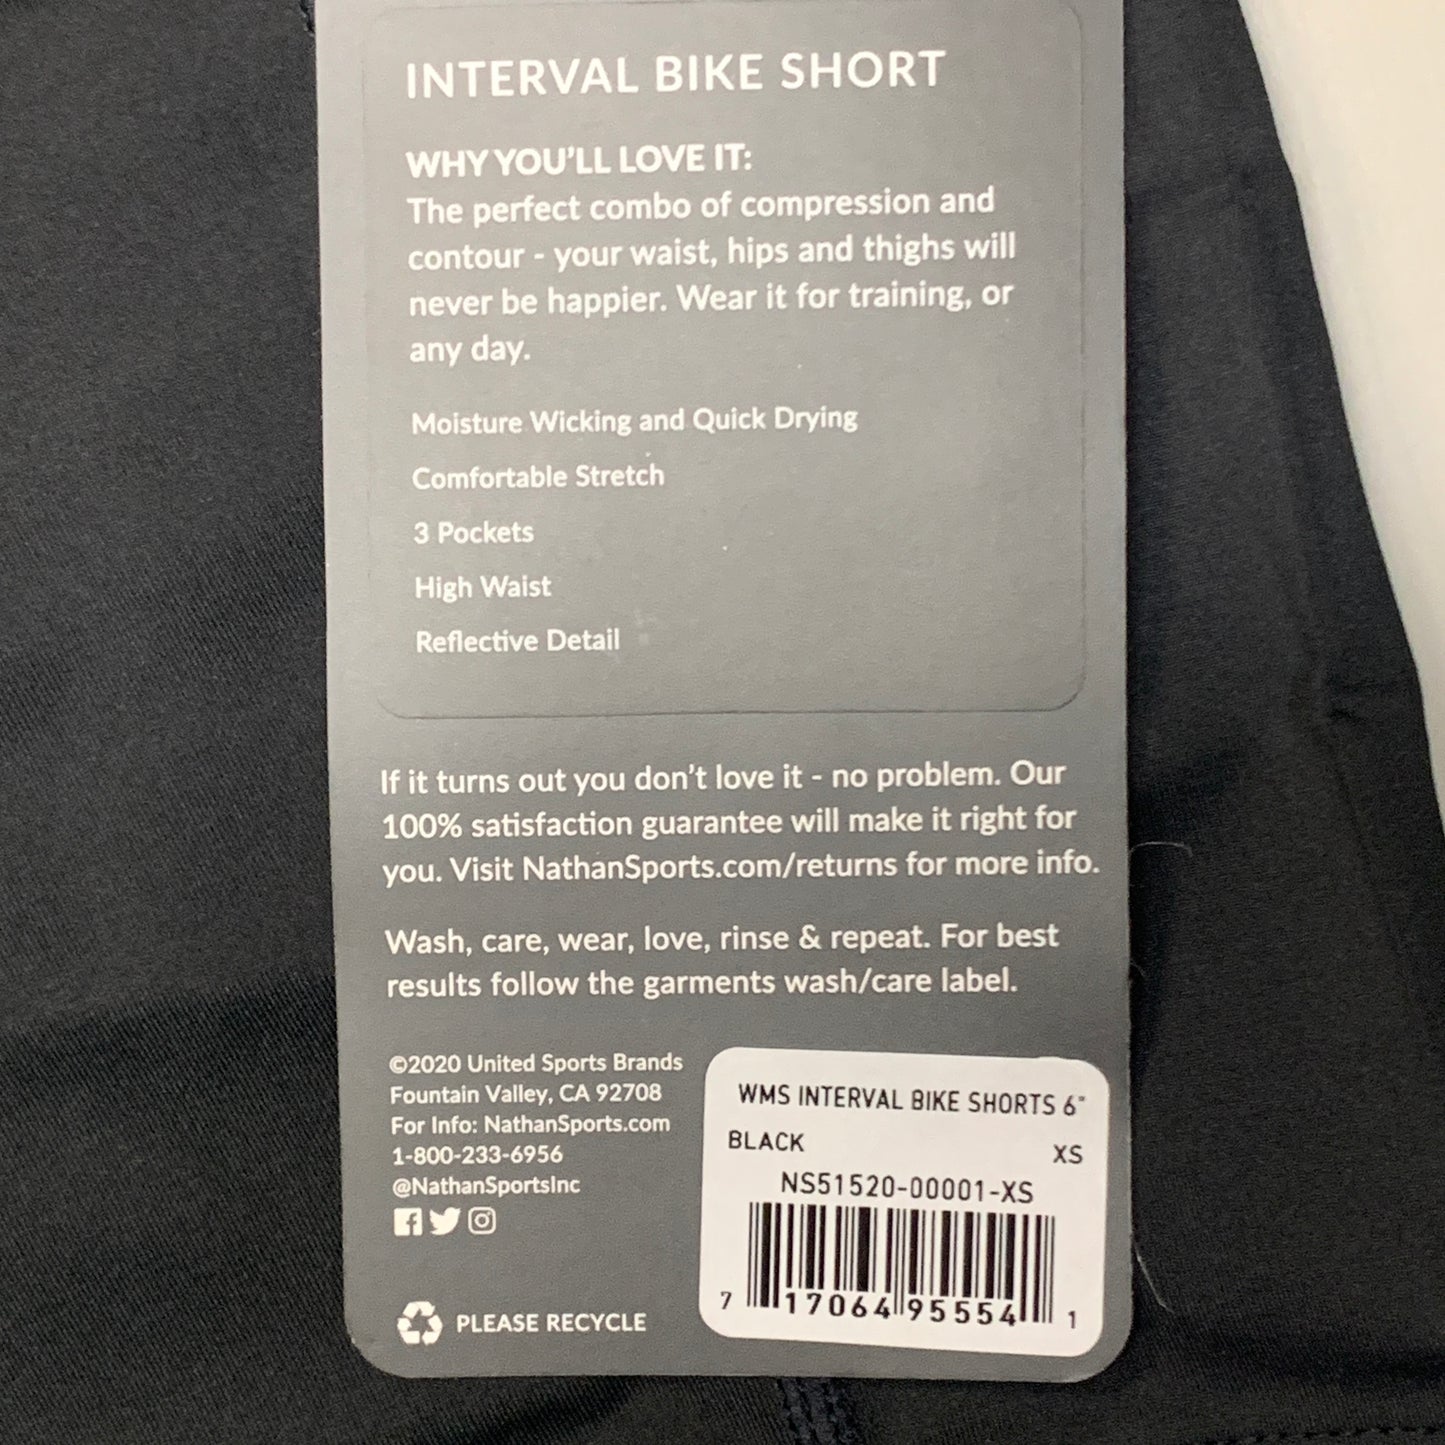 INTERVAL BIKE SHORT
WHY YOU'LL LOVE IT:
The perfect combo of compression and
contour - your waist, hips and thighs will
never be happier. Wear it for training, or
any day.
Moisture Wicking and Quick Drying
Comfortable Stretch
3 Pockets
High Waist
Reflective Detail
If it turns out you don't love it - no problem. Our
100% satisfaction guarantee will make it right for
you. Visit NathanSports.com/returns for more info.
Wash, care, wear, love, rinse & repeat. For best
results follow the garments wash/care label.
©2020 United Sports Brands
Fountain Valley, CA 92708
For Info: NathanSports.com
1-800-233-6956
@NathanSportsInc
PLEASE RECYCLE
WMS INTERVAL BIKE SHORTS 6"
BLACK XS
NS51520-00001-XS
7 17064 95554 1